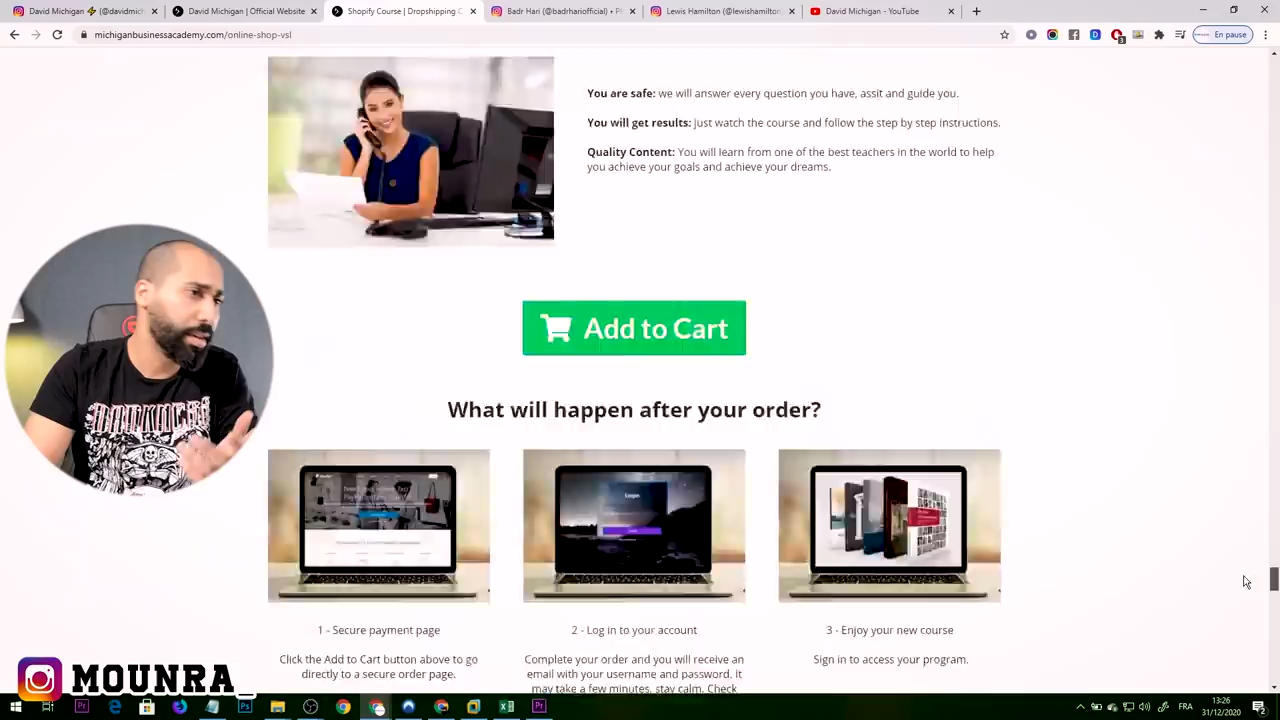 David Michigan ⚡ (@davidmich
David Michigan | Official Website
Shopify Course | Dropshipping C
Badr Hari (@badrhariofficial) • Ph
Lewis Hamilton (@lewishamilton
David Michigan - YouTube
michiganbusinessacademy.com/online-shop-vsl
3
En pause
You are safe: we will answer every question you have, assit and guide you.
You will get results: just watch the course and follow the step by step instructions.
Quality Content: You will learn from one of the best teachers in the world to help
you achieve your goals and achieve your dreams.
Add to Cart
What will happen after your order?
1 - Secure payment page
Click the Add to Cart button above to go
directly to a secure order page.
2 - Log in to your account
Complete your order and you will receive an
email with your username and password, it
may take a few minutes, stay calm. Check
3 - Enjoy your new course
Sign in to access your program.
MOUNRA_
FRA
13:26
31/12/2020
2